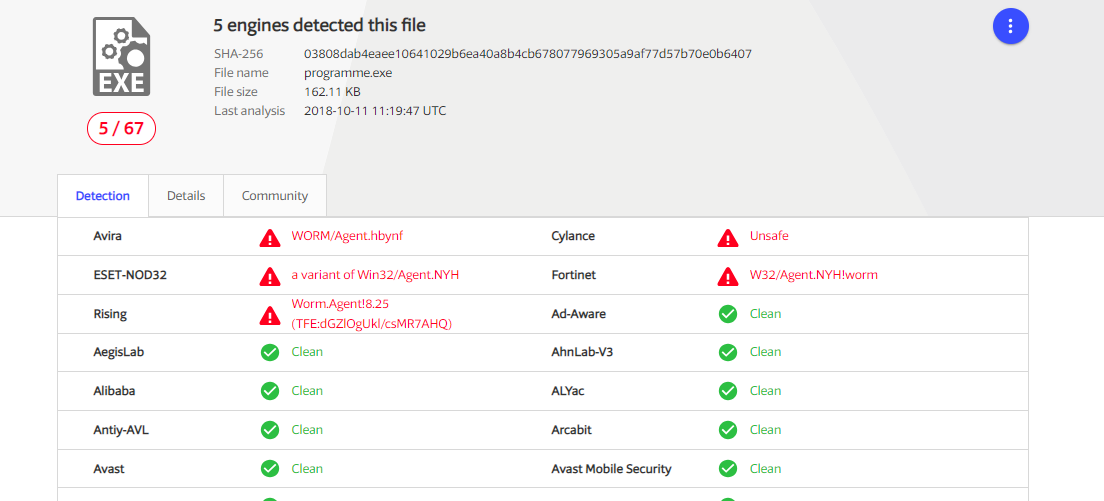 5 engines detected this file
SHA-256 03808dab4eaee10641029b6ea40a8b4cb678077969305a9af77d57b70e0b6407
File name programme.exe
File size 162.11 KB
Last analysis 2018-10-11 11:19:47 UTC
EXE
5 / 67
Detection Details Community
Avira WORM/Agent.hbynf Cylance Unsafe
ESET-NOD32 a variant of Win32/Agent.NYH Fortinet W32/Agent.NYH!worm
Rising Worm.Agent!8.25 (TFE:dGZlOgUkl/csMR7AHQ) Ad-Aware Clean
AegisLab Clean AhnLab-V3 Clean
Alibaba Clean ALYac Clean
Antiy-AVL Clean Arcabit Clean
Avast Clean Avast Mobile Security Clean